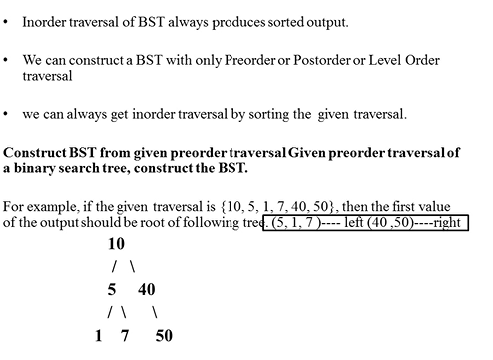 • Inorder traversal of BST always produces sorted output.
• We can construct a BST with only Preorder or Postorder or Level Order
traversal
• we can always get inorder traversal by sorting the given traversal.
Construct BST from given preorder traversal Given preorder traversal of
a binary search tree, construct the BST.
For example, if the given traversal is {10, 5, 1, 7, 40, 50}, then the first value
of the output should be root of following tree. (5, 1, 7 )---- left (40 ,50)----right
10
/ \
5 40
/ \ \
1 7 50